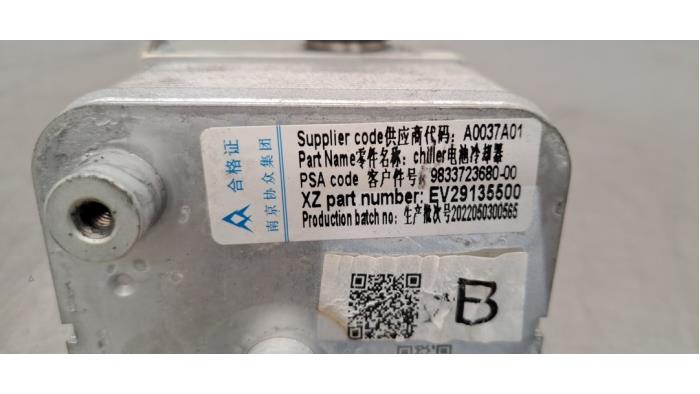 合格证
南京协众集团
Supplier code供应商代码: A0037A01
Part Name零件名称: chiller电池冷却器
PSA code 客户件号: 9833723680-00
XZ part number: EV29135500
Production batch no: 生产批次号2022050300565
B